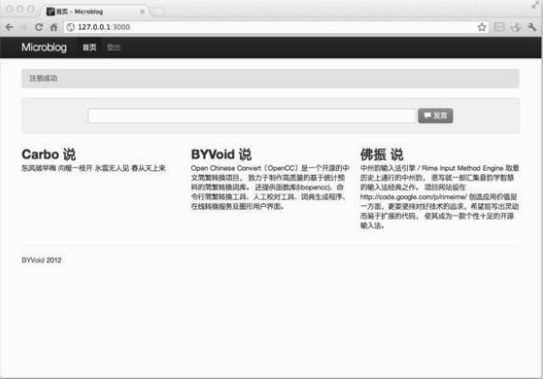 首页 - Microblog
127.0.0.1:3000
Microblog 首页 登出
注册成功
发言
Carbo 说
东风破早梅 向暖一枝开 冰雪无人见 春从天上来
BYVoid 说
Open Chinese Convert（OpenCC）是一个开源的中
文简繁转换项目， 致力于制作高质量的基于统计预
料的简繁转换词库。 还提供函数库(libopencc)、命
令行简繁转换工具、人工校对工具、词典生成程序、
在线转换服务及图形用户界面。
佛振 说
中州韵输入法引擎 / Rime Input Method Engine 取意
历史上通行的中州韵， 愿写就一部汇集音韵学智慧
的输入法经典之作。 项目网站设在
http://code.google.com/p/rimeime/ 创造应用价值是
一方面，更要坚持对好技术的追求，希望能写出灵动
而易于扩展的代码， 使其成为一款个性十足的开源
输入法。
BYVoid 2012